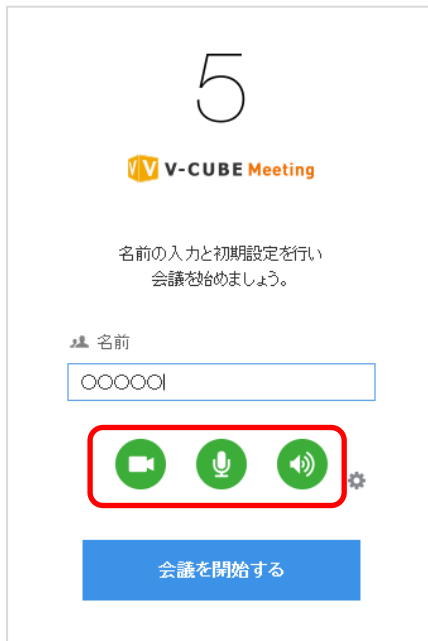 5
V-CUBE Meeting
名前の入力と初期設定を行い
会議を始めましょう。
名前
○○○○○
会議を開始する